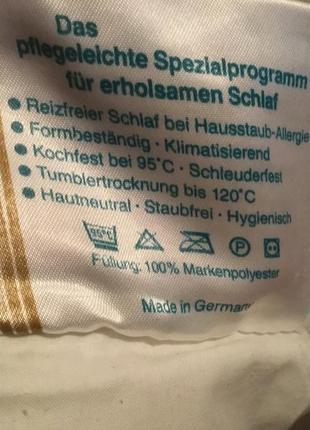 Das
pflegeleichte Spezialprogramm
für erholsamen Schlaf
• Reizfreier Schlaf bei Hausstaub-Allergie
• Formbeständig · Klimatisierend
• Kochfest bei 95°C · Schleuderfest
• Tumblertrocknung bis 120°C
• Hautneutral · Staubfrei · Hygienisch
95°C P
Füllung: 100% Markenpolyester
Made in German